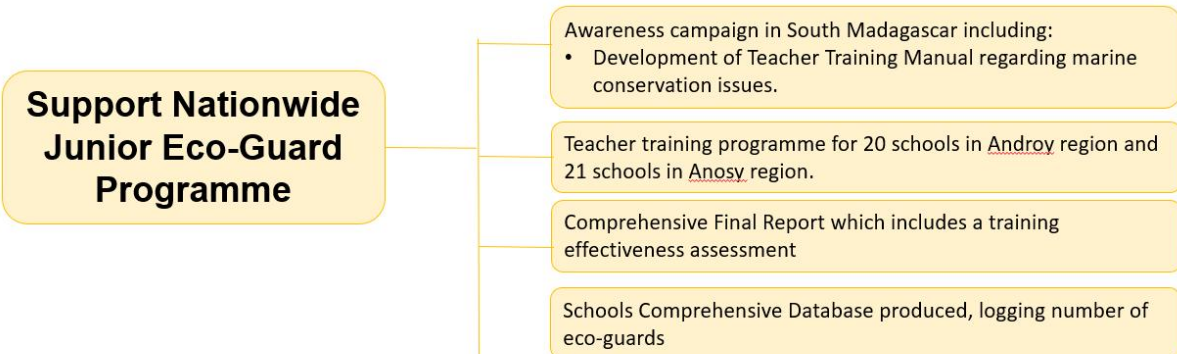 Support Nationwide
Junior Eco-Guard
Programme
Awareness campaign in South Madagascar including:
• Development of Teacher Training Manual regarding marine
conservation issues.
Teacher training programme for 20 schools in Androy region and
21 schools in Anosy region.
Comprehensive Final Report which includes a training
effectiveness assessment
Schools Comprehensive Database produced, logging number of
eco-guards